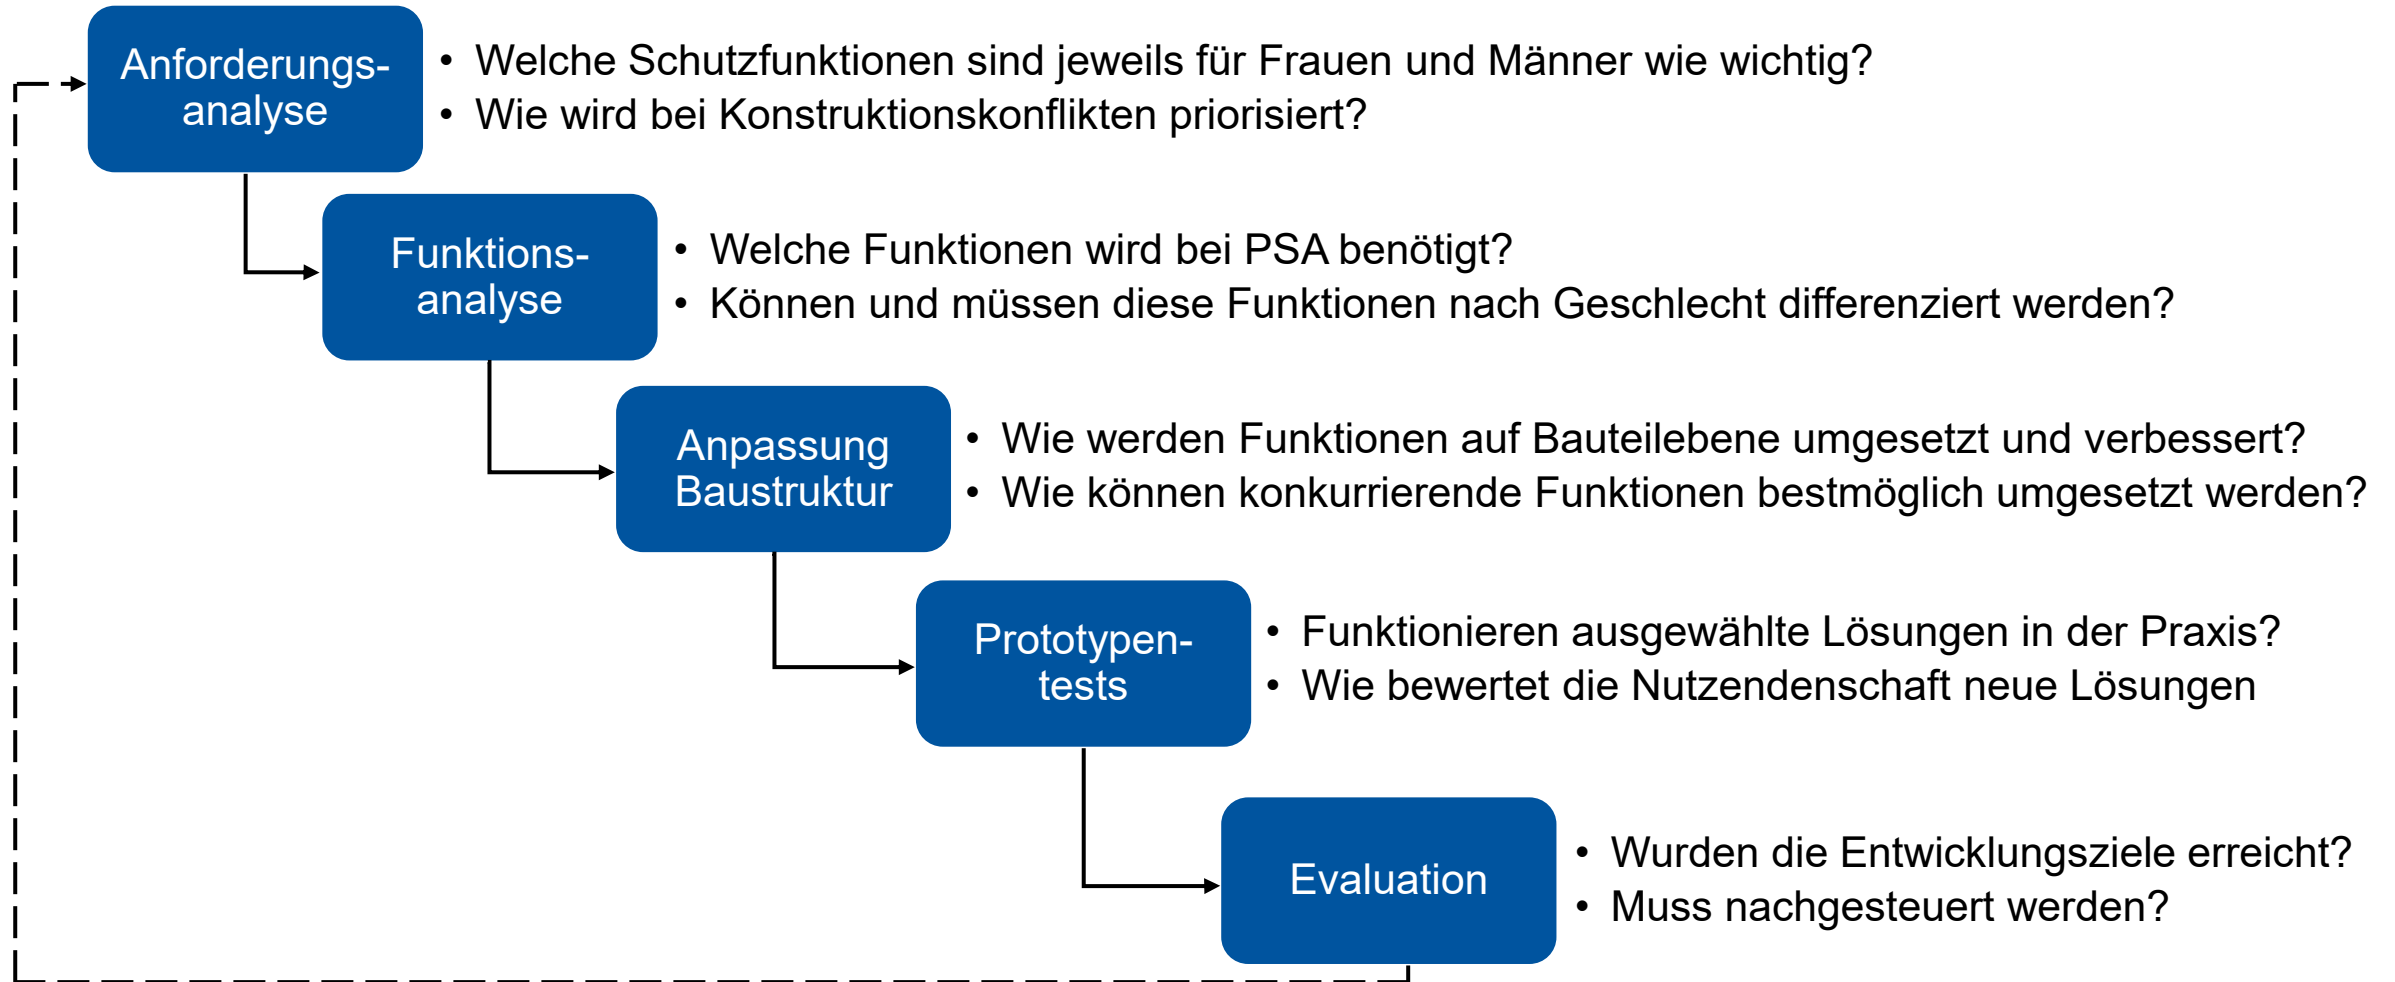 Anforderungs-
analyse
• Welche Schutzfunktionen sind jeweils für Frauen und Männer wie wichtig?
• Wie wird bei Konstruktionskonflikten priorisiert?
Funktions-
analyse
• Welche Funktionen wird bei PSA benötigt?
• Können und müssen diese Funktionen nach Geschlecht differenziert werden?
Anpassung
Baustruktur
• Wie werden Funktionen auf Bauteilebene umgesetzt und verbessert?
• Wie können konkurrierende Funktionen bestmöglich umgesetzt werden?
Prototypen-
tests
• Funktionieren ausgewählte Lösungen in der Praxis?
• Wie bewertet die Nutzendenschaft neue Lösungen
Evaluation
• Wurden die Entwicklungsziele erreicht?
• Muss nachgesteuert werden?